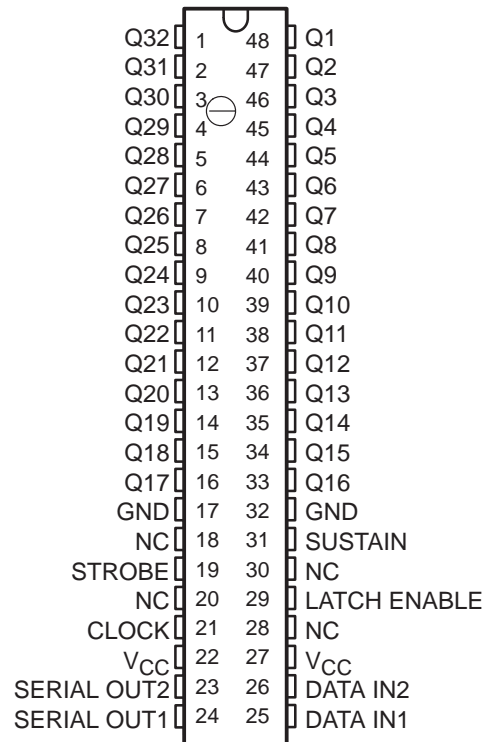 Q32 1 48 Q1
Q31 2 47 Q2
Q30 3 46 Q3
Q29 4 45 Q4
Q28 5 44 Q5
Q27 6 43 Q6
Q26 7 42 Q7
Q25 8 41 Q8
Q24 9 40 Q9
Q23 10 39 Q10
Q22 11 38 Q11
Q21 12 37 Q12
Q20 13 36 Q13
Q19 14 35 Q14
Q18 15 34 Q15
Q17 16 33 Q16
GND 17 32 GND
NC 18 31 SUSTAIN
STROBE 19 30 NC
NC 20 29 LATCH ENABLE
CLOCK 21 28 NC
VCC 22 27 VCC
SERIAL OUT2 23 26 DATA IN2
SERIAL OUT1 24 25 DATA IN1